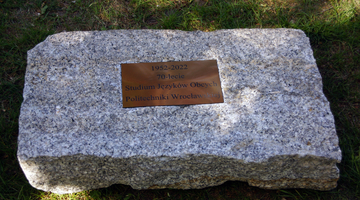 1952-2022
70-lecie
Studium Języków Obcych
Politechniki Wrocławskiej